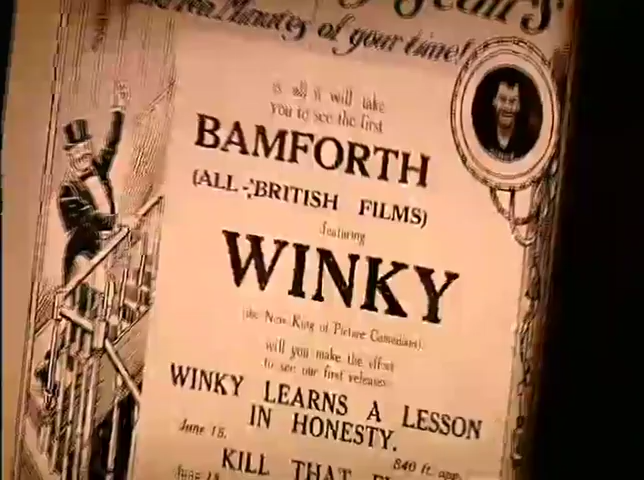 Minutes of your time!
is all it will take
you to see the first
BAMFORTH
(ALL-BRITISH FILMS)
featuring
WINKY
(the New King of Picture Comedians).
will you make the effort
to see our first releases
WINKY LEARNS A LESSON
IN HONESTY.
June 15. 840 ft. app
KILL THAT